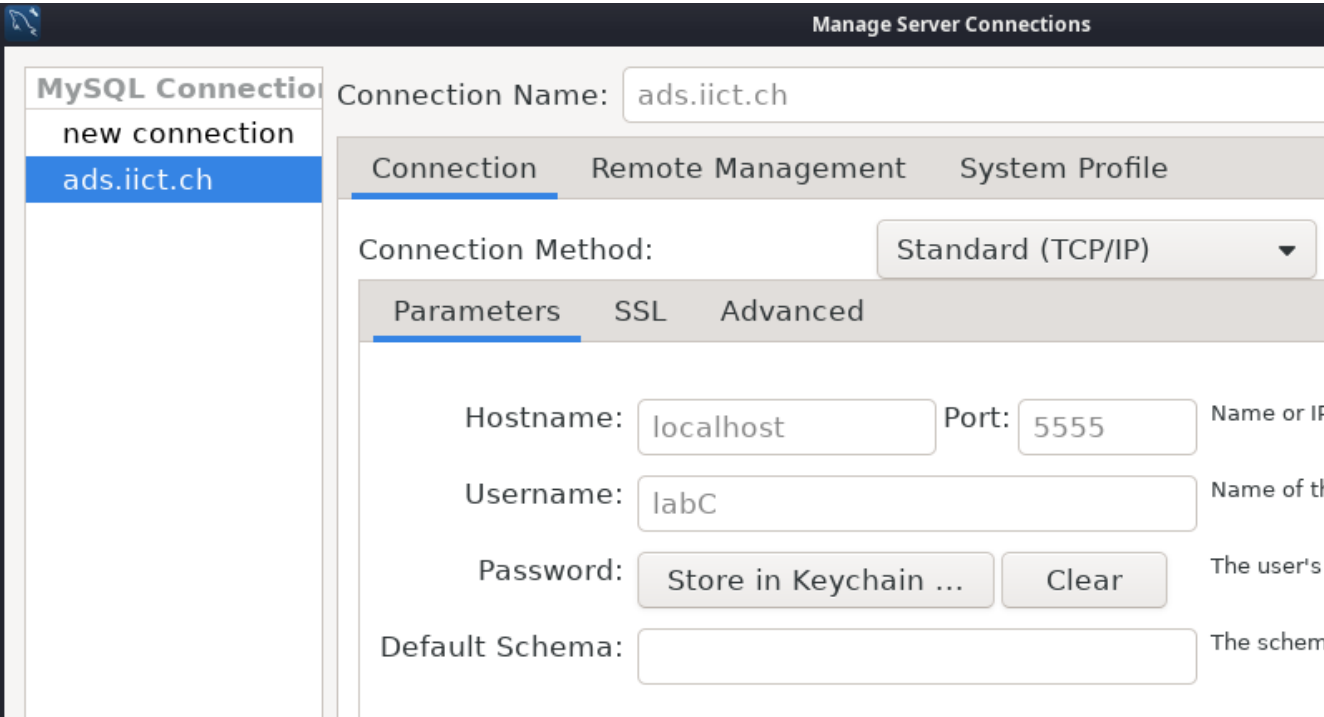 Manage Server Connections
MySQL Connection
new connection
ads.iict.ch
Connection Name: ads.iict.ch
Connection Remote Management System Profile
Connection Method: Standard (TCP/IP)
Parameters SSL Advanced
Hostname: localhost Port: 5555 Name or IP
Username: labC Name of th
Password: Store in Keychain ... Clear The user's
Default Schema: The schem